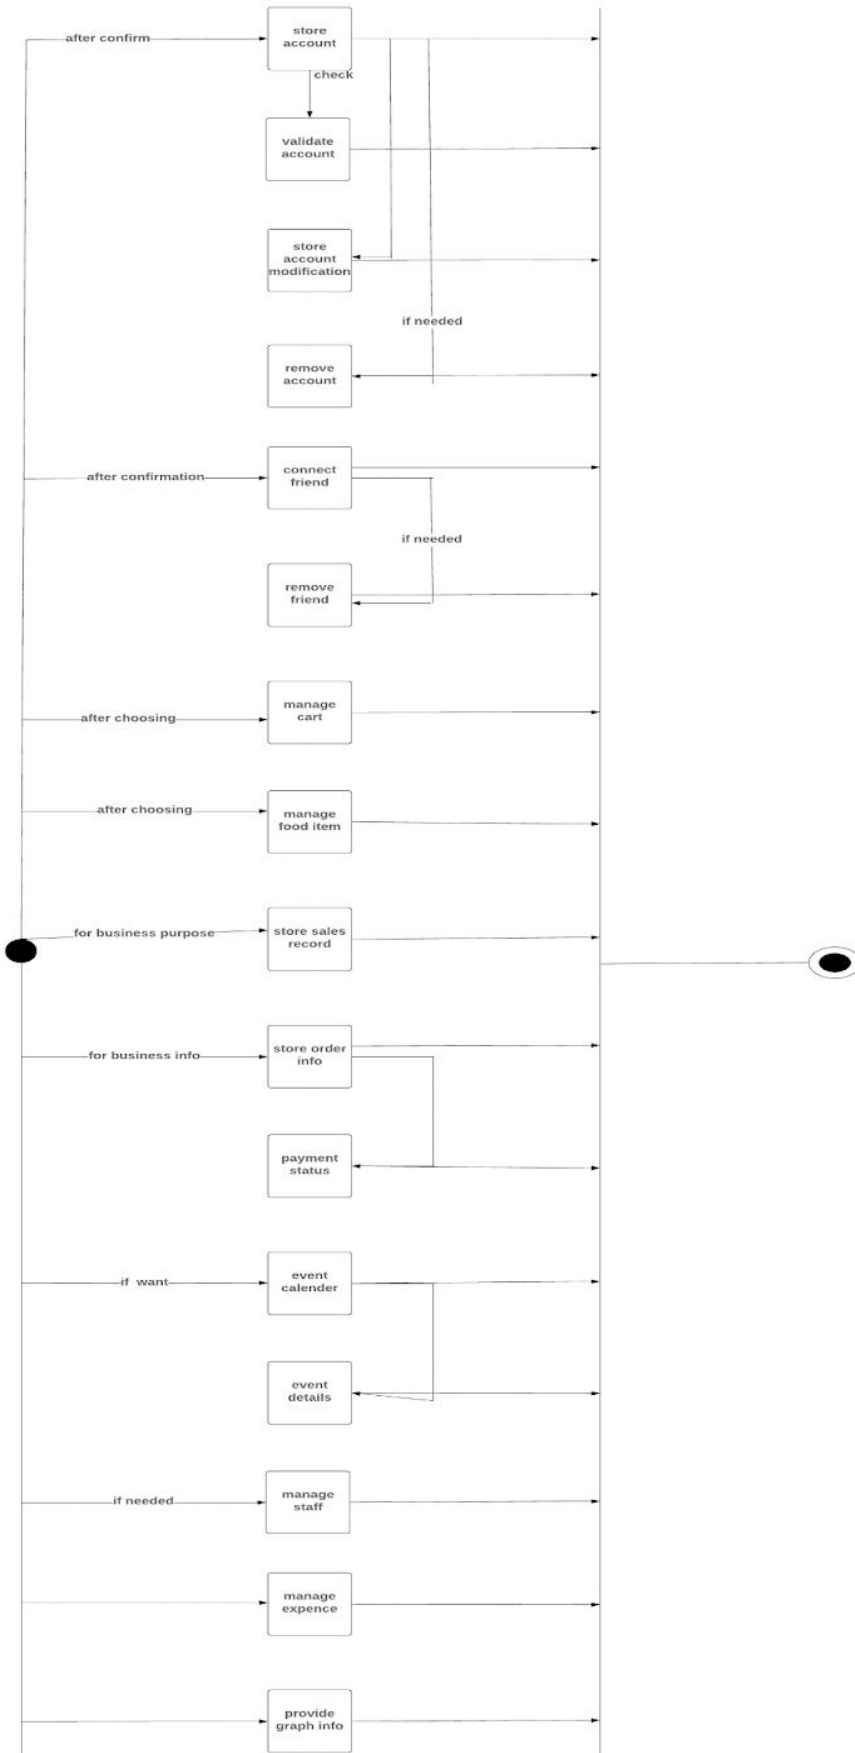 after confirm
store
account
check
validate
account
store
account
modification
if needed
remove
account
after confirmation
connect
friend
if needed
remove
friend
after choosing
manage
cart
after choosing
manage
food item
for business purpose
store sales
record
for business info
store order
info
payment
status
if want
event
calender
event
details
if needed
manage
staff
manage
expence
provide
graph info